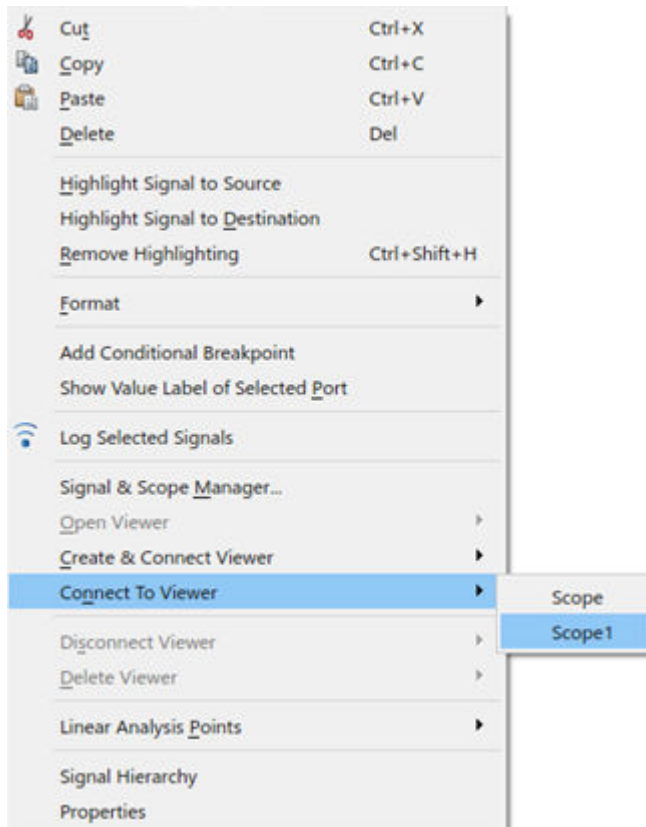 Cut Ctrl+X
Copy Ctrl+C
Paste Ctrl+V
Delete Del
Highlight Signal to Source
Highlight Signal to Destination
Remove Highlighting Ctrl+Shift+H
Format
Add Conditional Breakpoint
Show Value Label of Selected Port
Log Selected Signals
Signal & Scope Manager...
Open Viewer
Create & Connect Viewer
Connect To Viewer
Scope
Scope1
Disconnect Viewer
Delete Viewer
Linear Analysis Points
Signal Hierarchy
Properties